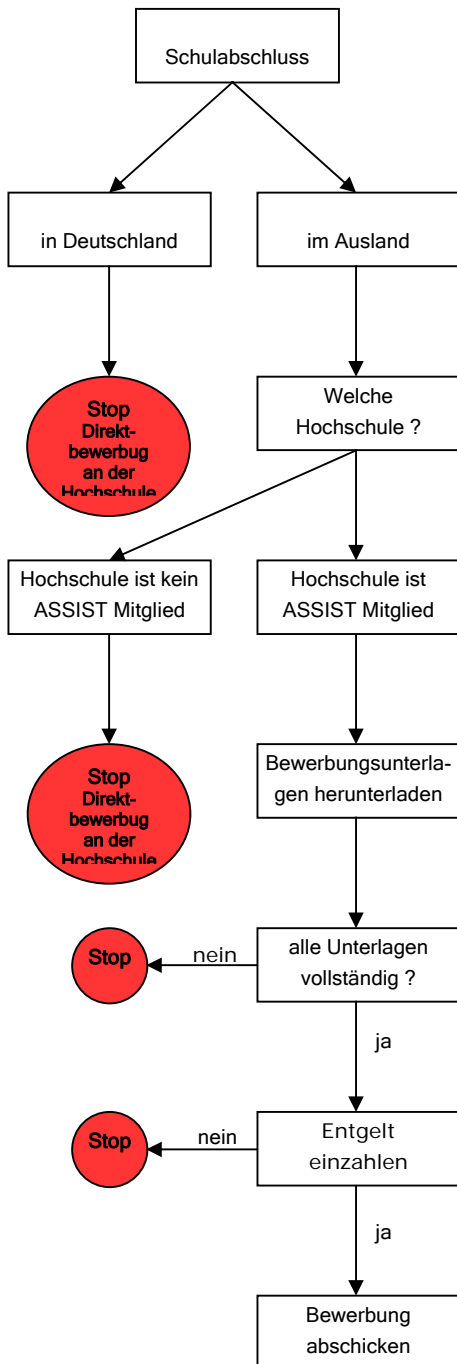 Schulabschluss
in Deutschland
im Ausland
Stop
Direkt-
bewerbug
an der
Hochschule
Welche
Hochschule ?
Hochschule ist kein
ASSIST Mitglied
Hochschule ist
ASSIST Mitglied
Stop
Direkt-
bewerbug
an der
Hochschule
Bewerbungsunterla-
gen herunterladen
Stop
nein
alle Unterlagen
vollständig ?
ja
Stop
nein
Entgelt
einzahlen
ja
Bewerbung
abschicken